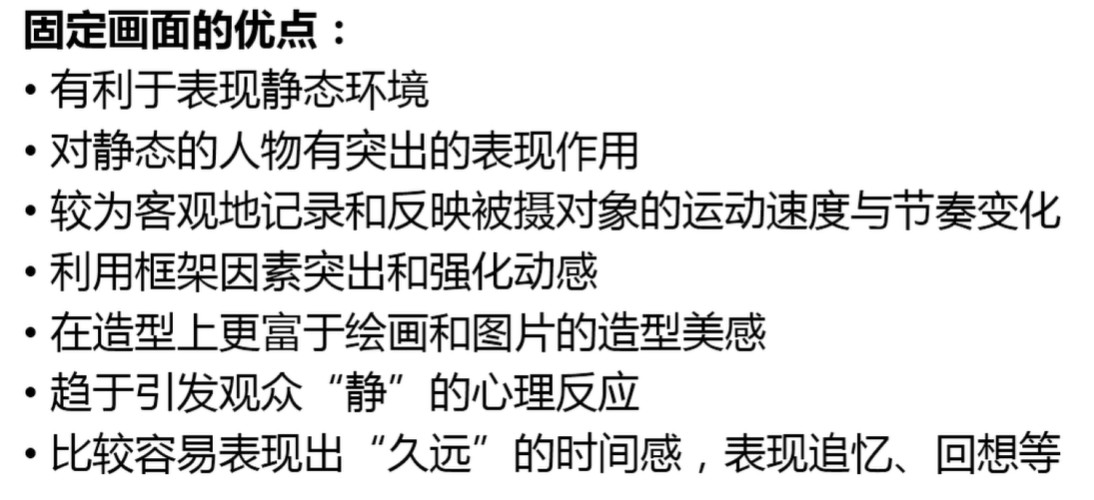 固定画面的优点：
• 有利于表现静态环境
• 对静态的人物有突出的表现作用
• 较为客观地记录和反映被摄对象的运动速度与节奏变化
• 利用框架因素突出和强化动感
• 在造型上更富于绘画和图片的造型美感
• 趋于引发观众“静”的心理反应
• 比较容易表现出“久远”的时间感，表现追忆、回想等